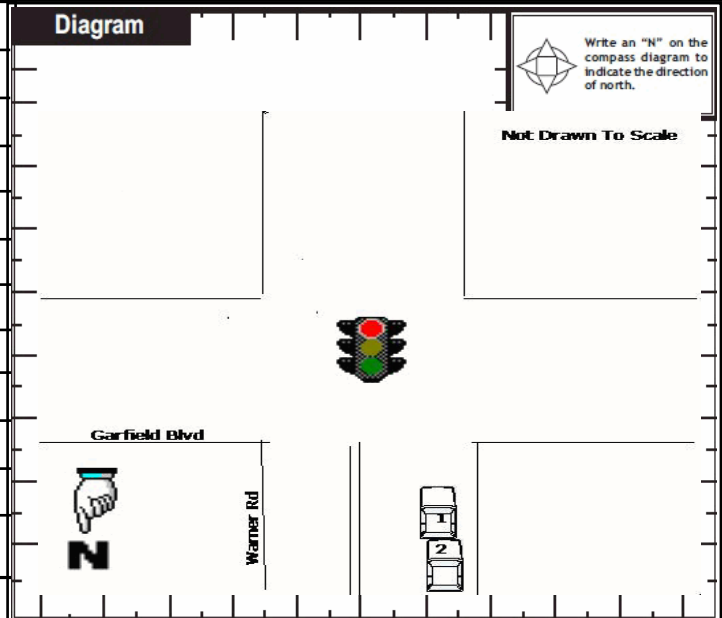 Diagram
Write an “N” on the
compass diagram to
indicate the direction
of north.
Not Drawn To Scale
Garfield Blvd
Warner Rd
N
1
2